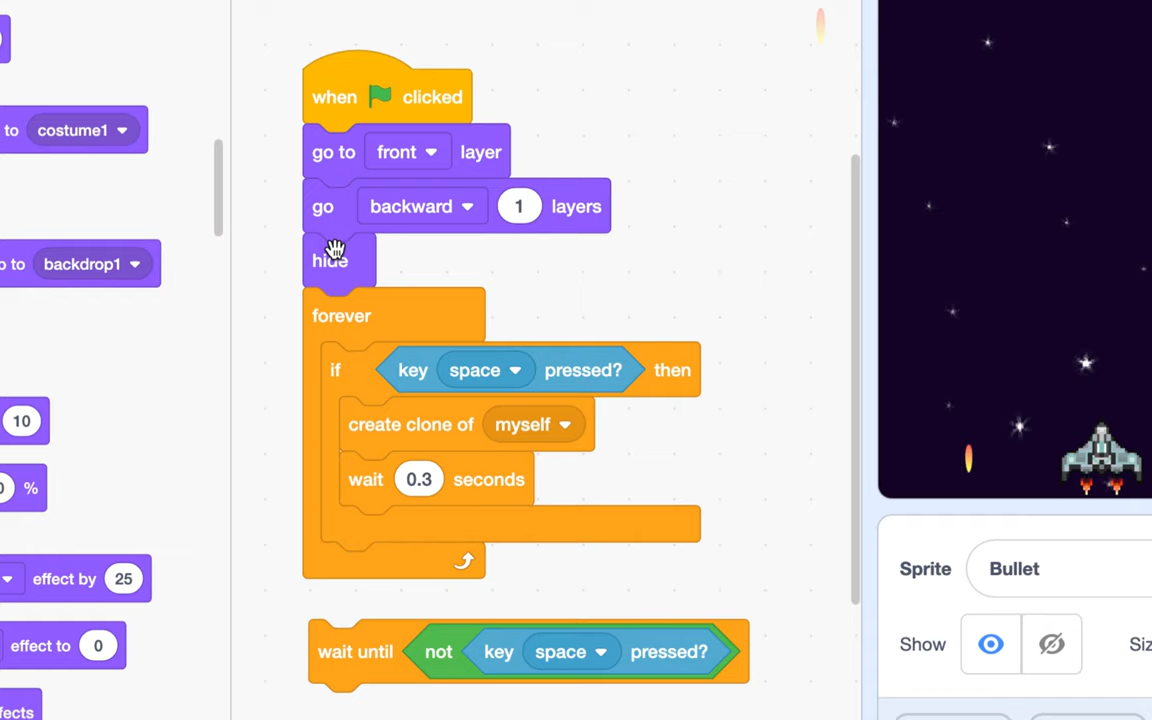 to costume1
p to backdrop1
10
%
effect by 25
effect to 0
when clicked
go to front layer
go backward 1 layers
hide
forever
if key space pressed? then
create clone of myself
wait 0.3 seconds
wait until not key space pressed?
Sprite Bullet
Show